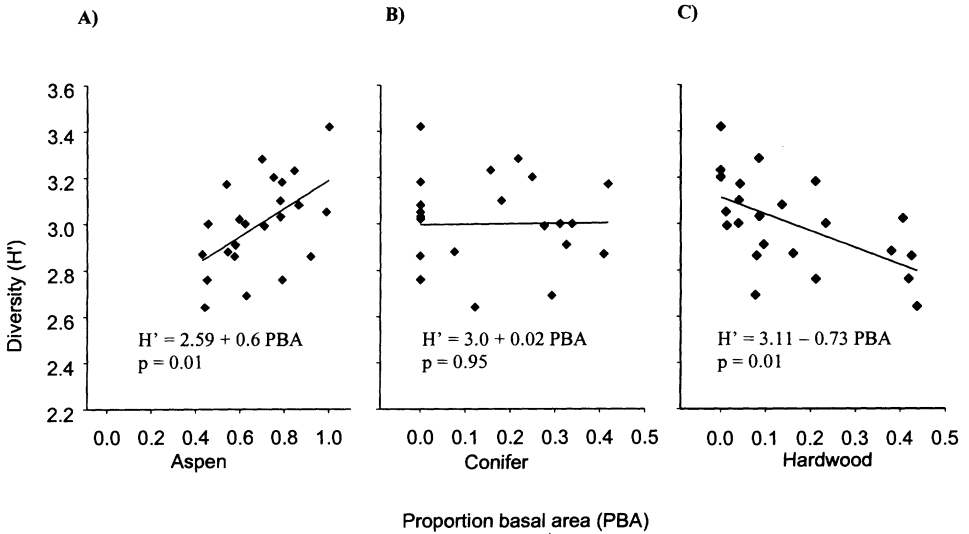 A) B) C)
Diversity (H')
3.6
3.4
3.2
3.0
2.8
2.6
2.4
2.2
H' = 2.59 + 0.6 PBA
p = 0.01
H' = 3.0 + 0.02 PBA
p = 0.95
H' = 3.11 – 0.73 PBA
p = 0.01
0.0 0.2 0.4 0.6 0.8 1.0
Aspen
0.0 0.1 0.2 0.3 0.4 0.5
Conifer
0.0 0.1 0.2 0.3 0.4 0.5
Hardwood
Proportion basal area (PBA)